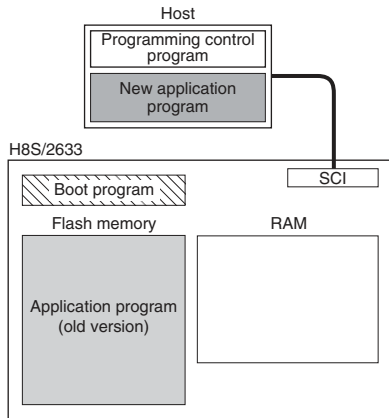 Host
Programming control
program
New application
program
H8S/2633
SCI
Boot program
Flash memory
RAM
Application program
(old version)